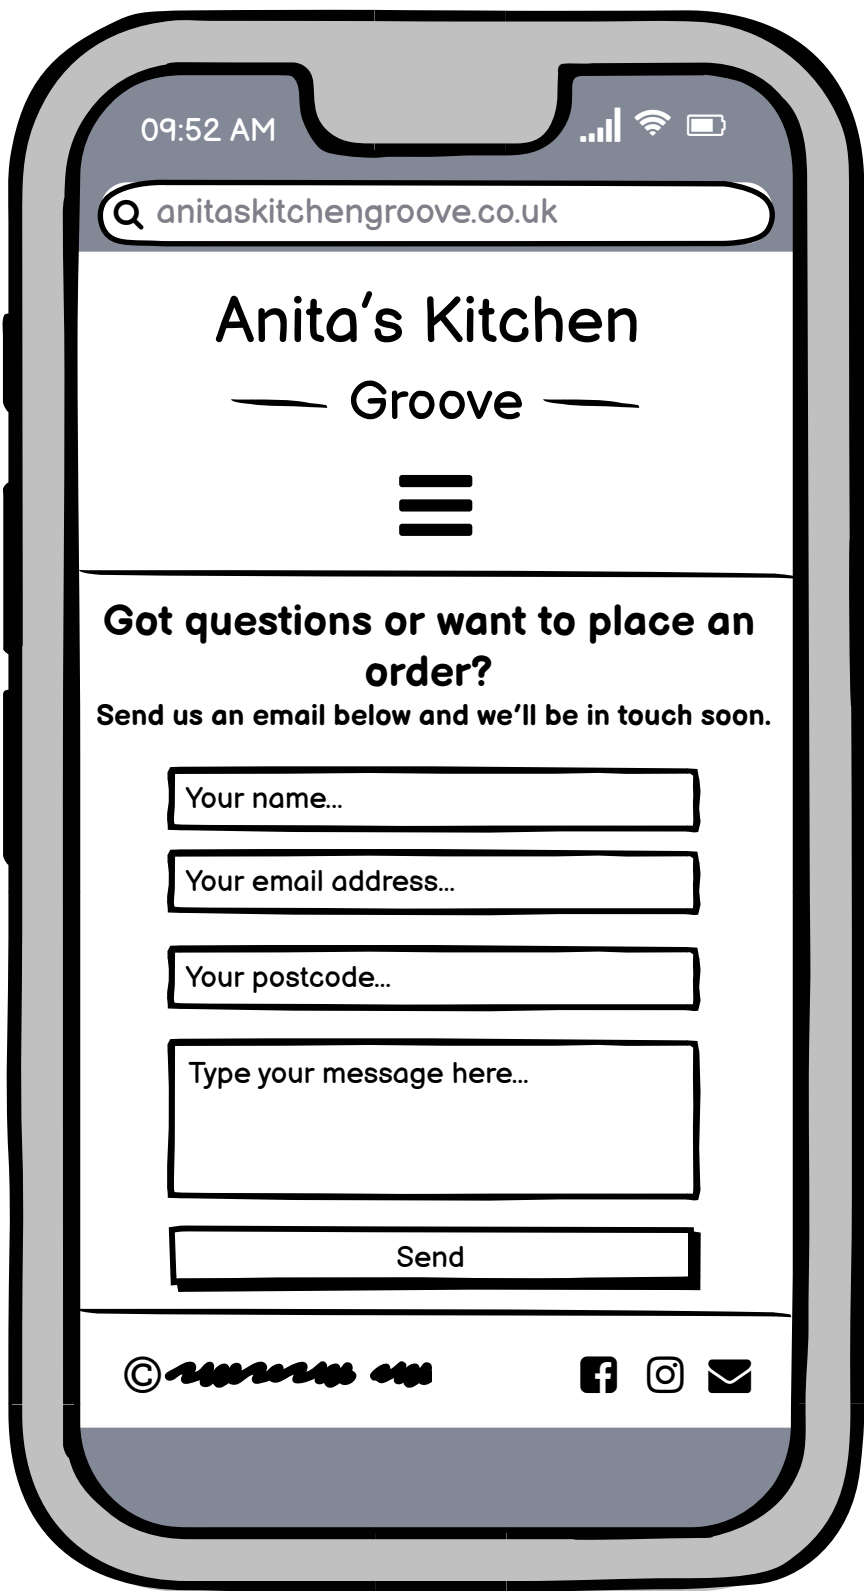 09:52 AM
anitaskitchengroove.co.uk
Anita's Kitchen
Groove
Got questions or want to place an
order?
Send us an email below and we'll be in touch soon.
Your name...
Your email address...
Your postcode...
Type your message here...
Send
©